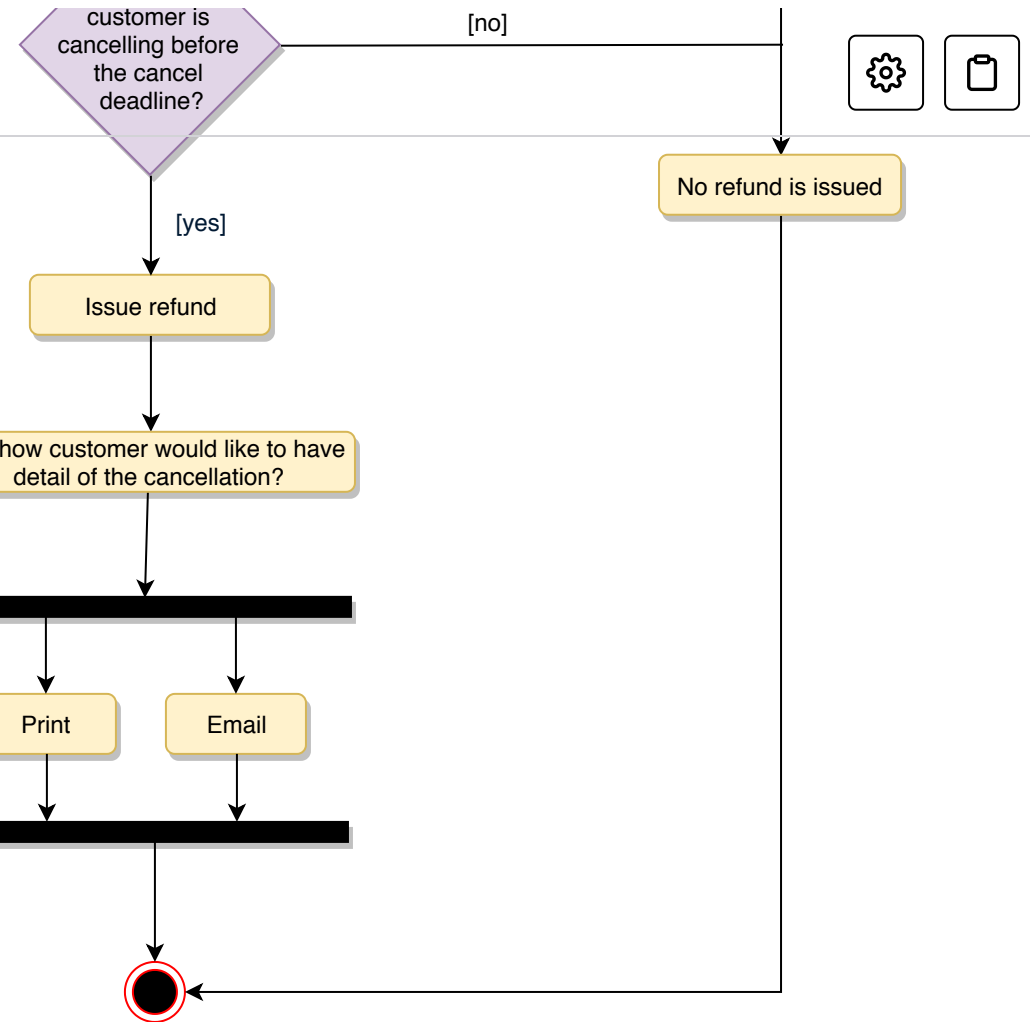 customer is
cancelling before
the cancel
deadline?
[no]
No refund is issued
[yes]
Issue refund
how customer would like to have
detail of the cancellation?
Print
Email